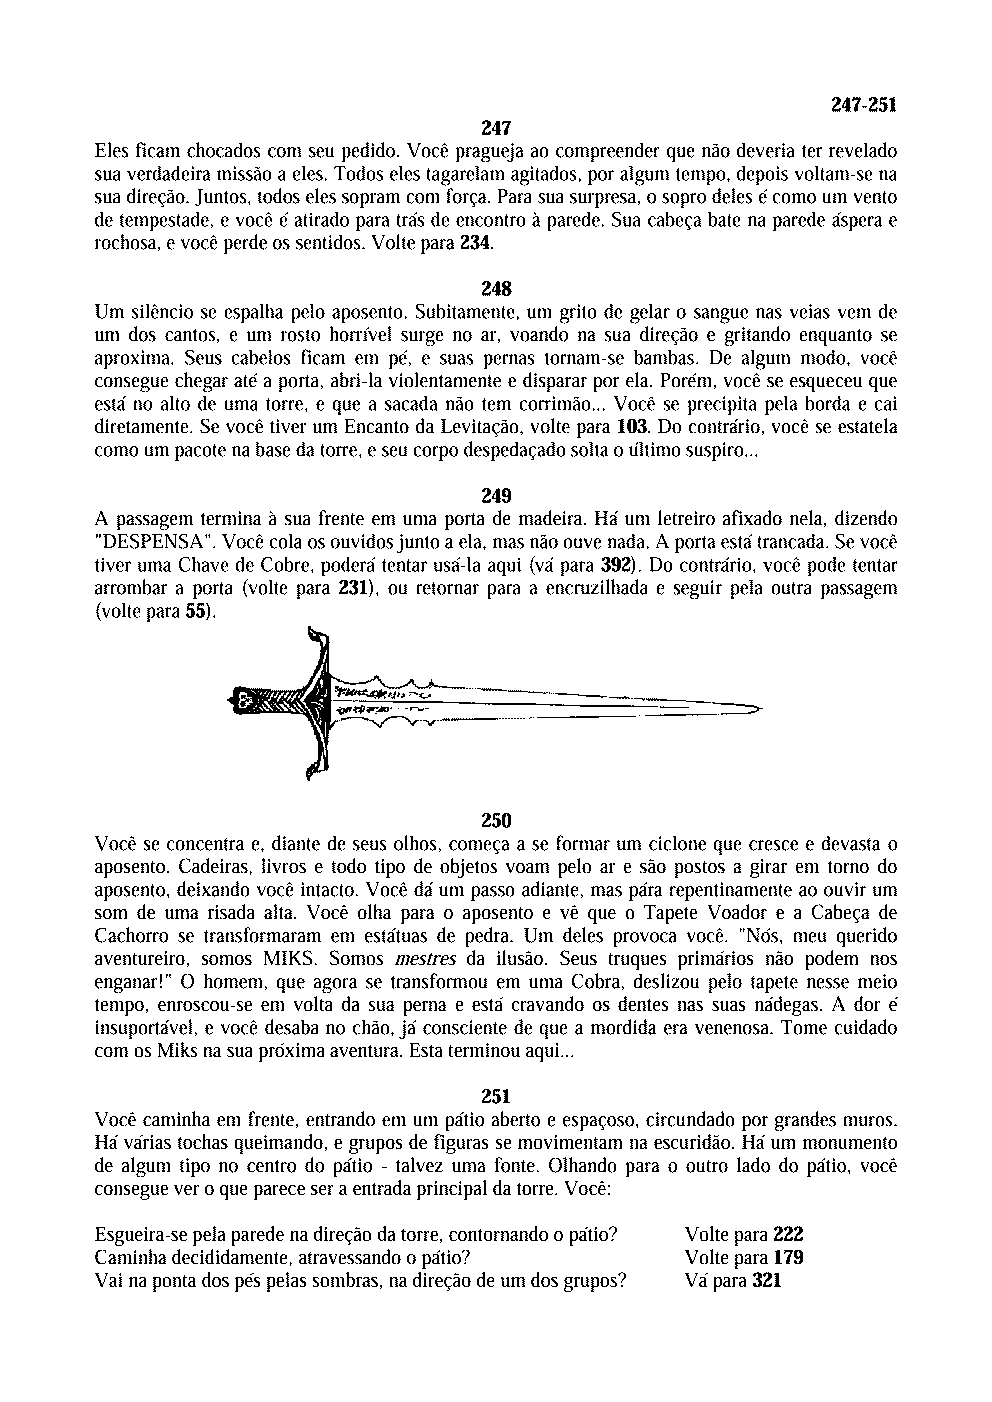 247-251
247
Eles ficam chocados com seu pedido. Você pragueja ao compreender que não deveria ter revelado
sua verdadeira missão a eles. Todos eles tagarelam agitados, por algum tempo, depois voltam-se na
sua direção. Juntos, todos eles sopram com força. Para sua surpresa, o sopro deles é como um vento
de tempestade, e você é atirado para trás de encontro à parede. Sua cabeça bate na parede áspera e
rochosa, e você perde os sentidos. Volte para 234.
248
Um silêncio se espalha pelo aposento. Subitamente, um grito de gelar o sangue nas veias vem de
um dos cantos, e um rosto horrível surge no ar, voando na sua direção e gritando enquanto se
aproxima. Seus cabelos ficam em pé, e suas pernas tornam-se bambas. De algum modo, você
consegue chegar até a porta, abri-la violentamente e disparar por ela. Porém, você se esqueceu que
está no alto de uma torre, e que a sacada não tem corrimão... Você se precipita pela borda e cai
diretamente. Se você tiver um Encanto da Levitação, volte para 103. Do contrário, você se estatela
como um pacote na base da torre, e seu corpo despedaçado solta o último suspiro...
249
A passagem termina à sua frente em uma porta de madeira. Há um letreiro afixado nela, dizendo
"DESPENSA". Você cola os ouvidos junto a ela, mas não ouve nada. A porta está trancada. Se você
tiver uma Chave de Cobre, poderá tentar usá-la aqui (vá para 392). Do contrário, você pode tentar
arrombar a porta (volte para 231), ou retornar para a encruzilhada e seguir pela outra passagem
(volte para 55).
250
Você se concentra e, diante de seus olhos, começa a se formar um ciclone que cresce e devasta o
aposento. Cadeiras, livros e todo tipo de objetos voam pelo ar e são postos a girar em torno do
aposento, deixando você intacto. Você dá um passo adiante, mas pára repentinamente ao ouvir um
som de uma risada alta. Você olha para o aposento e vê que o Tapete Voador e a Cabeça de
Cachorro se transformaram em estátuas de pedra. Um deles provoca você. "Nós, meu querido
aventureiro, somos MIKS. Somos mestres da ilusão. Seus truques primários não podem nos
enganar!" O homem, que agora se transformou em uma Cobra, deslizou pelo tapete nesse meio
tempo, enroscou-se em volta da sua perna e está cravando os dentes nas suas nádegas. A dor é
insuportável, e você desaba no chão, já consciente de que a mordida era venenosa. Tome cuidado
com os Miks na sua próxima aventura. Esta terminou aqui...
251
Você caminha em frente, entrando em um pátio aberto e espaçoso, circundado por grandes muros.
Há várias tochas queimando, e grupos de figuras se movimentam na escuridão. Há um monumento
de algum tipo no centro do pátio - talvez uma fonte. Olhando para o outro lado do pátio, você
consegue ver o que parece ser a entrada principal da torre. Você:
Esgueira-se pela parede na direção da torre, contornando o pátio? Volte para 222
Caminha decididamente, atravessando o pátio? Volte para 179
Vai na ponta dos pés pelas sombras, na direção de um dos grupos? Vá para 321